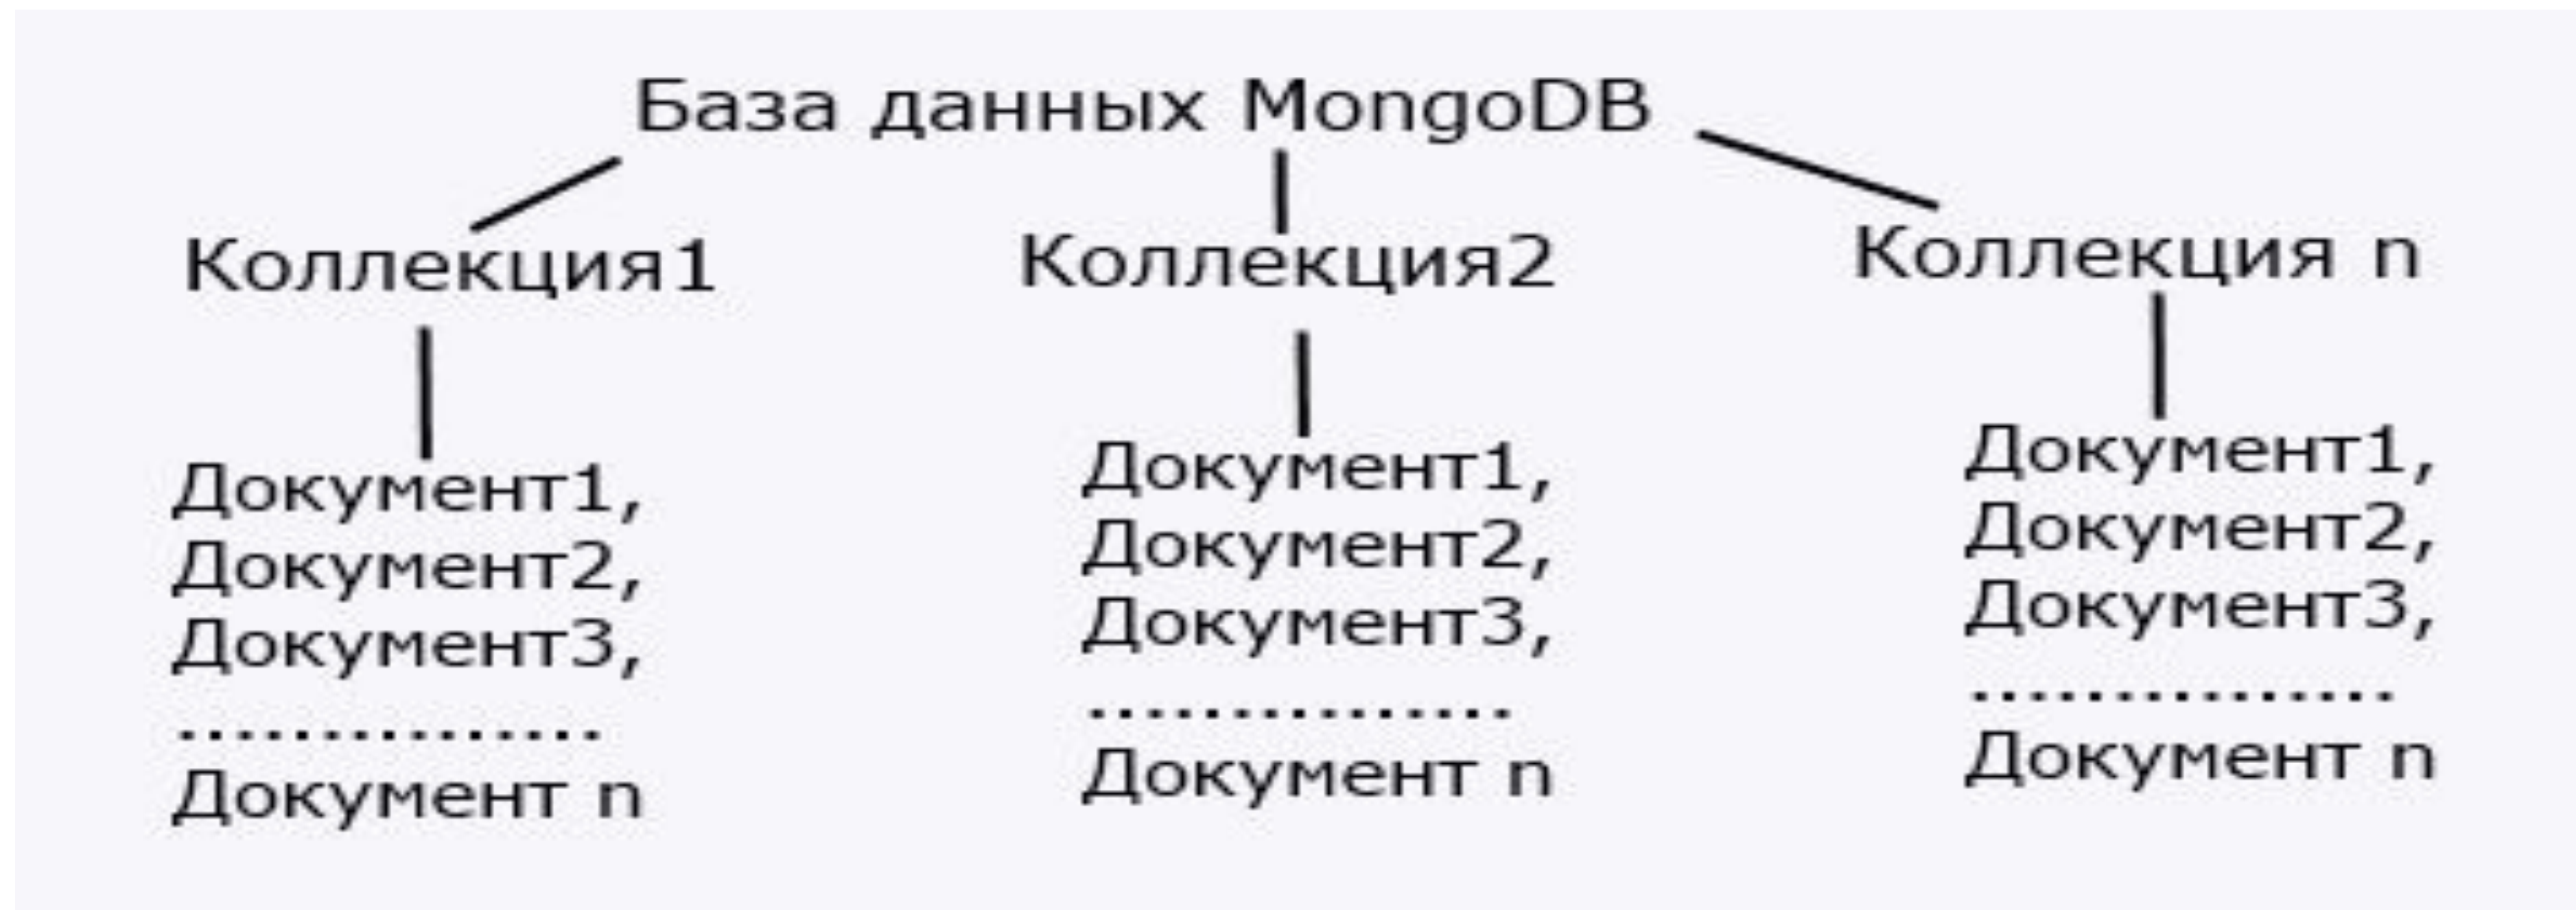 База данных MongoDB
Коллекция1
Коллекция2
Коллекция n
Документ1,
Документ2,
Документ3,
...............
Документ n
Документ1,
Документ2,
Документ3,
...............
Документ n
Документ1,
Документ2,
Документ3,
...............
Документ n